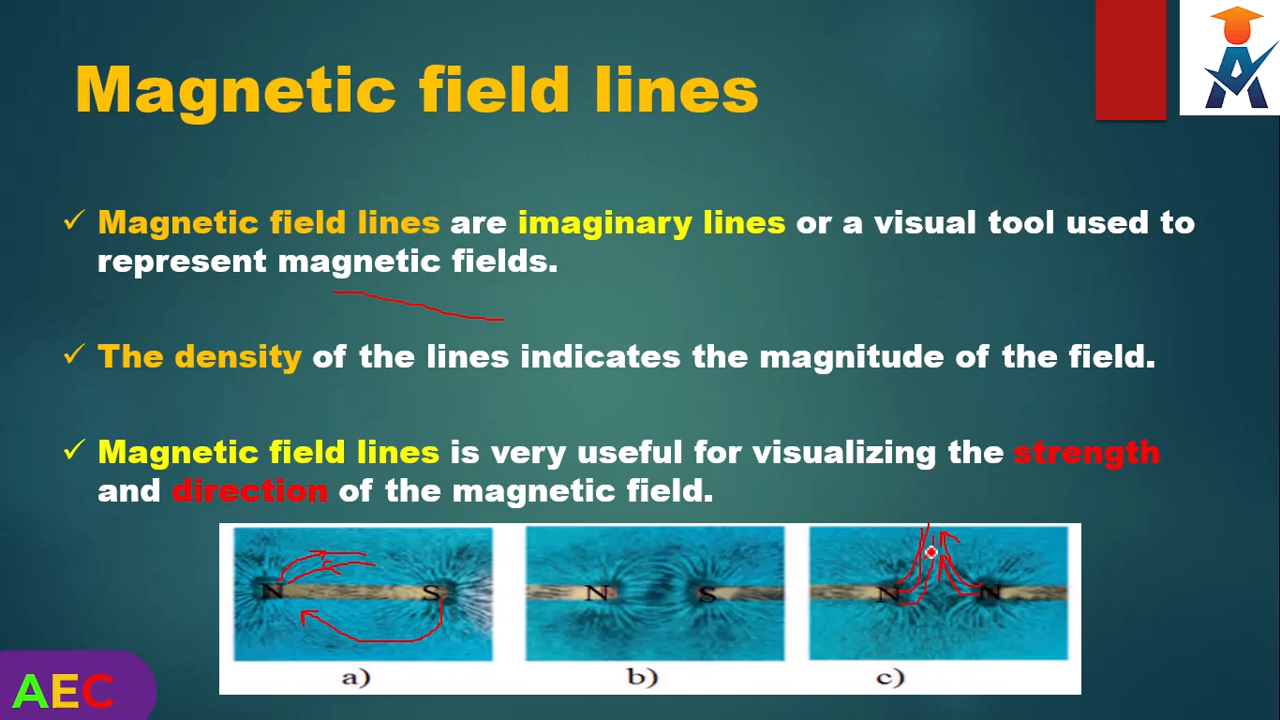 Magnetic field lines
✓ Magnetic field lines are imaginary lines or a visual tool used to
represent magnetic fields.
✓ The density of the lines indicates the magnitude of the field.
✓ Magnetic field lines is very useful for visualizing the strength
and direction of the magnetic field.
N S N S N N
a) b) c)
AEC